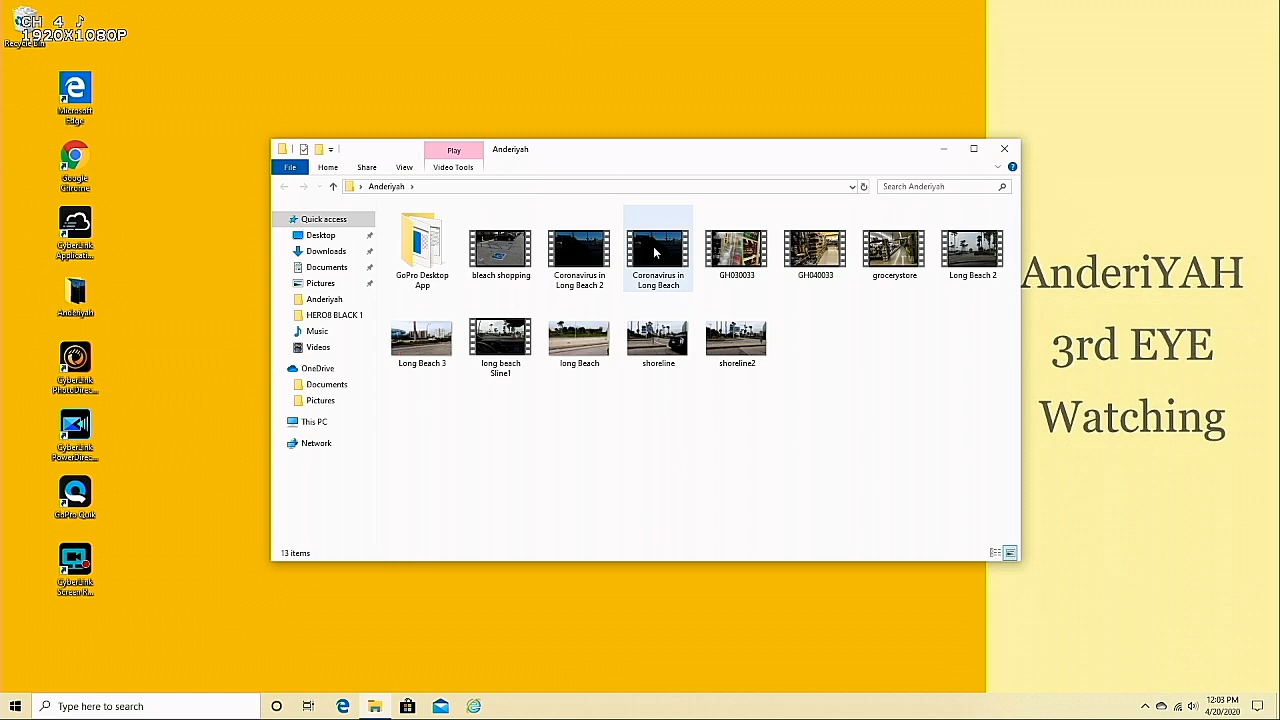 CH 4
1920X1080P
Recycle Bin
Microsoft
Edge
Google
Chrome
CyberLink
Applicati...
Anderiyah
CyberLink
PhotoDirec...
CyberLink
PowerDirec...
GoPro Quik
CyberLink
Screen R...
Play
Anderiyah
File
Home
Share
View
Video Tools
Anderiyah
Search Anderiyah
Quick access
Desktop
Downloads
Documents
Pictures
Anderiyah
HERO8 BLACK 1
Music
Videos
OneDrive
Documents
Pictures
This PC
Network
GoPro Desktop
App
bleach shopping
Coronavirus in
Long Beach 2
Coronavirus in
Long Beach
GH030033
GH040033
grocerystore
Long Beach 2
Long Beach 3
long beach
Sline1
long Beach
shoreline
shoreline2
13 items
AnderiYAH
3rd EYE
Watching
Type here to search
12:03 PM
4/20/2020